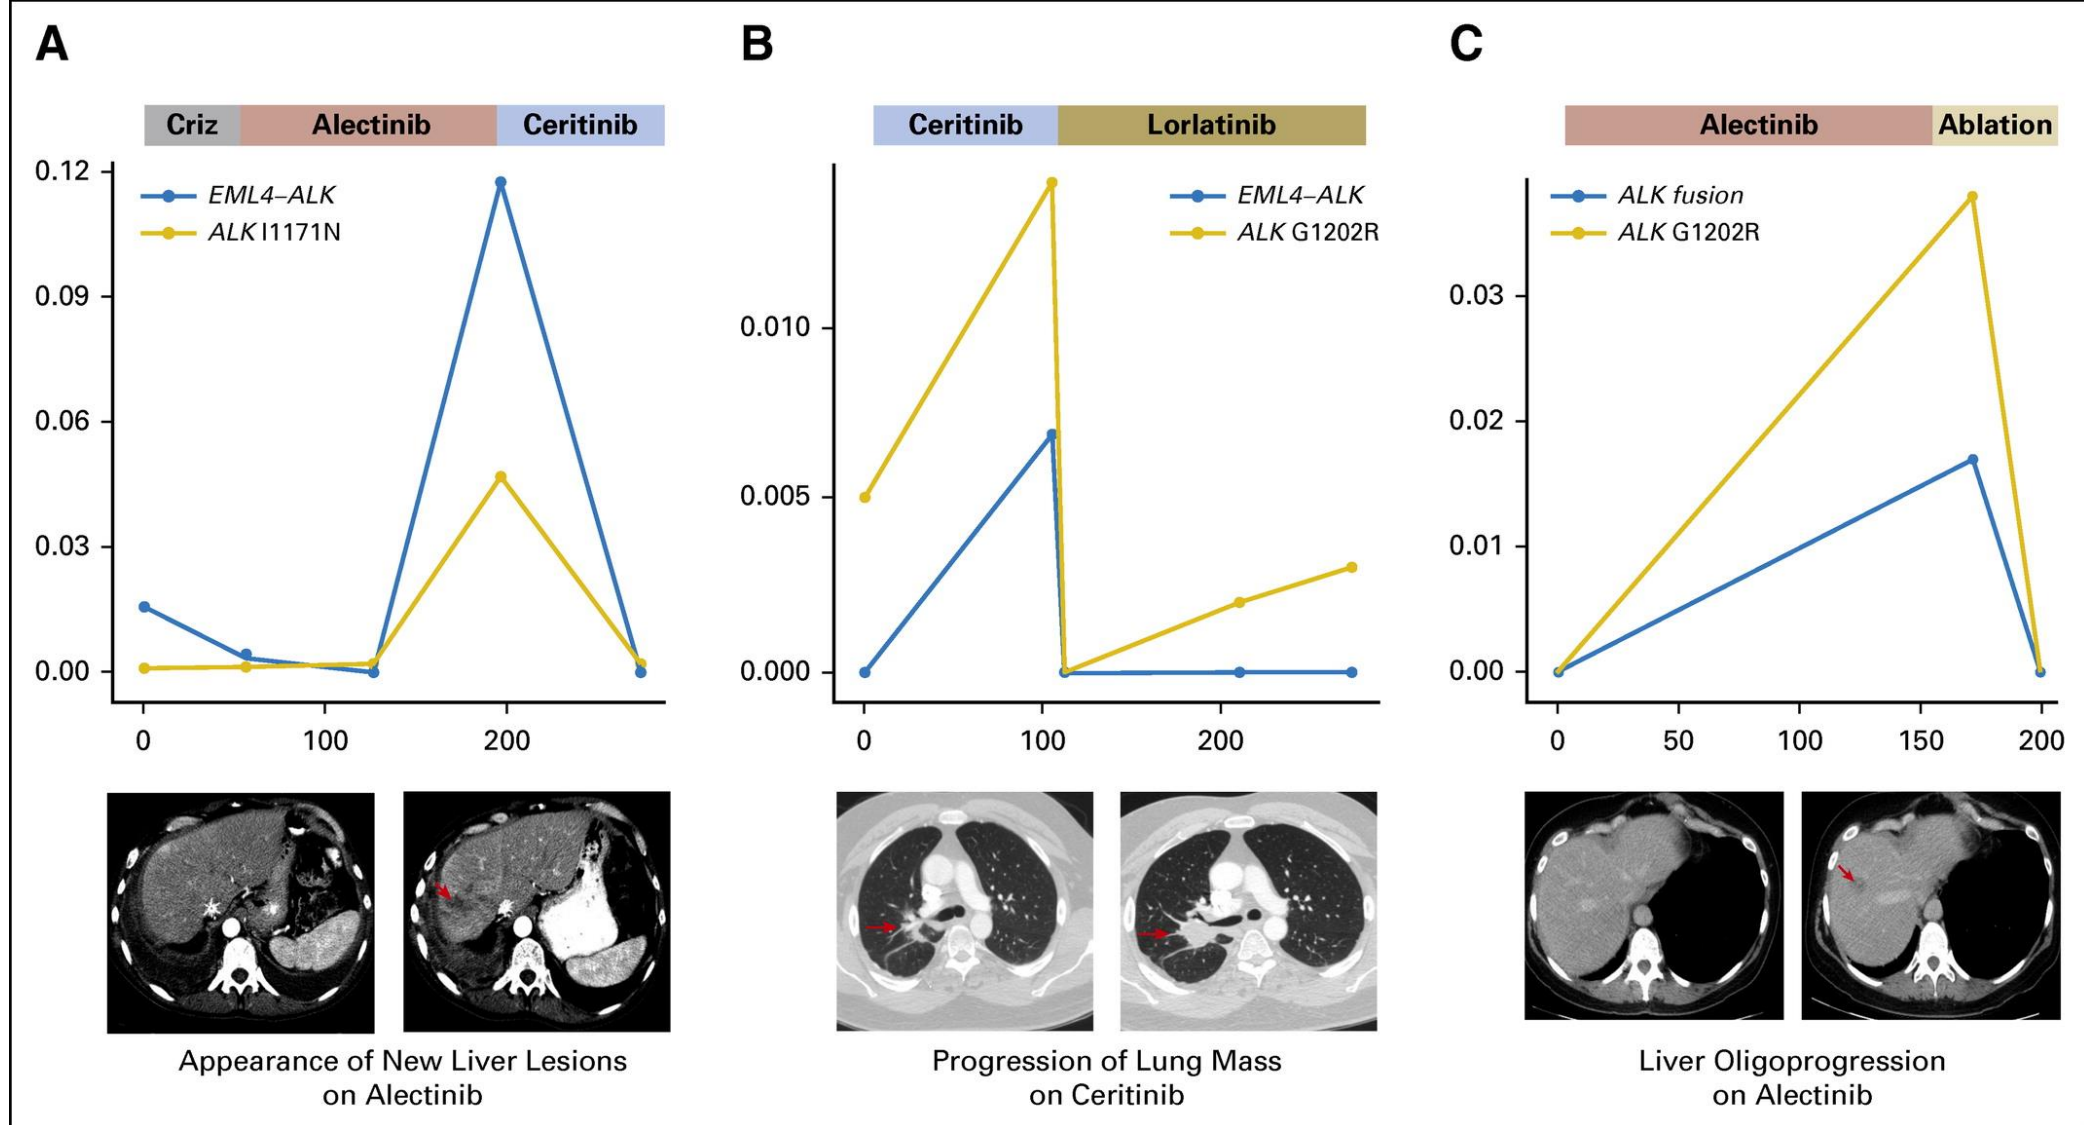 A
Criz Alectinib Ceritinib
0.12
0.09
0.06
0.03
0.00
EML4–ALK
ALK I1171N
0 100 200
Appearance of New Liver Lesions
on Alectinib
B
Ceritinib Lorlatinib
0.010
0.005
0.000
EML4–ALK
ALK G1202R
0 100 200
Progression of Lung Mass
on Ceritinib
C
Alectinib Ablation
0.03
0.02
0.01
0.00
ALK fusion
ALK G1202R
0 50 100 150 200
Liver Oligoprogression
on Alectinib